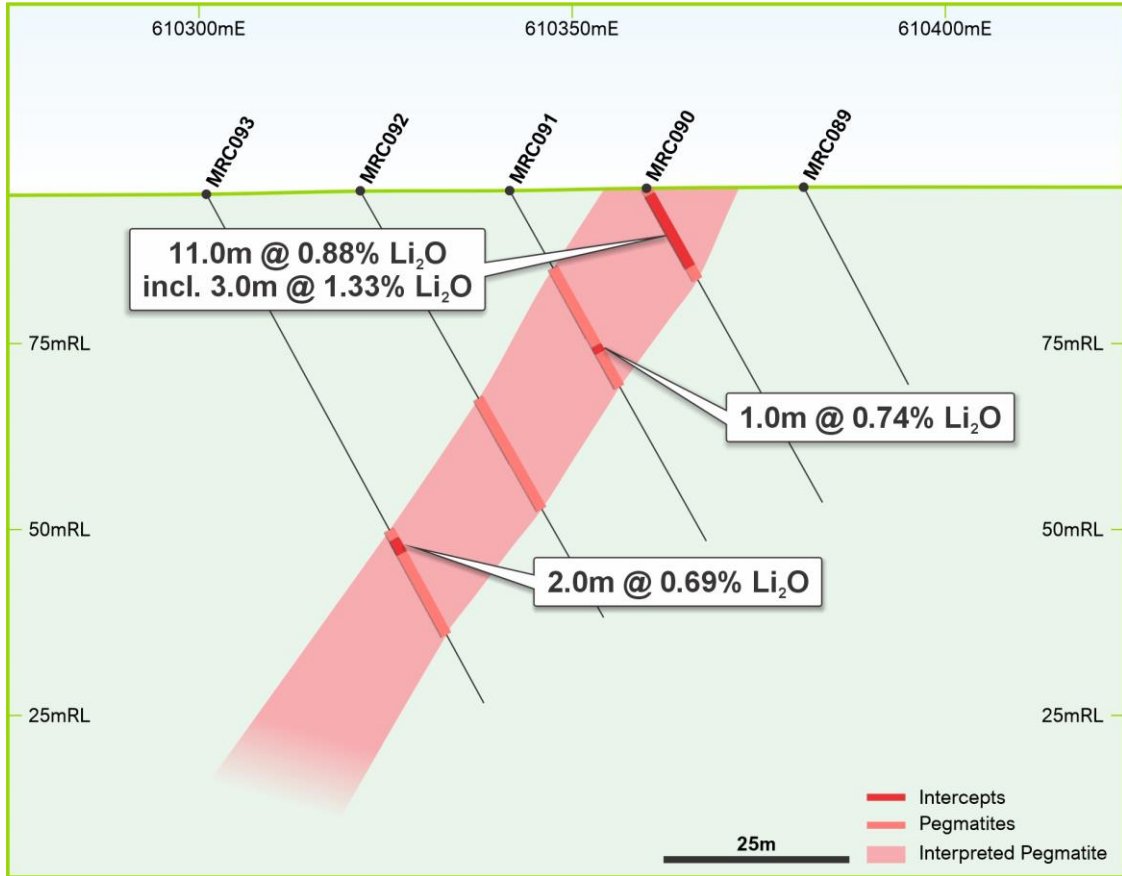 610300mE
610350mE
610400mE
MRC093
MRC092
MRC091
MRC090
MRC089
11.0m @ 0.88% Li₂O
incl. 3.0m @ 1.33% Li₂O
75mRL
75mRL
1.0m @ 0.74% Li₂O
50mRL
50mRL
2.0m @ 0.69% Li₂O
25mRL
25mRL
Intercepts
Pegmatites
25m
Interpreted Pegmatite